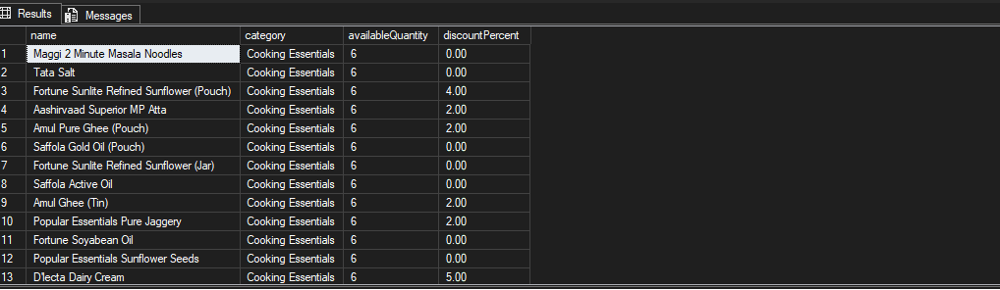 Results Messages
name category availableQuantity discountPercent
1 Maggi 2 Minute Masala Noodles Cooking Essentials 6 0.00
2 Tata Salt Cooking Essentials 6 0.00
3 Fortune Sunlite Refined Sunflower (Pouch) Cooking Essentials 6 4.00
4 Aashirvaad Superior MP Atta Cooking Essentials 6 2.00
5 Amul Pure Ghee (Pouch) Cooking Essentials 6 2.00
6 Saffola Gold Oil (Pouch) Cooking Essentials 6 0.00
7 Fortune Sunlite Refined Sunflower (Jar) Cooking Essentials 6 0.00
8 Saffola Active Oil Cooking Essentials 6 0.00
9 Amul Ghee (Tin) Cooking Essentials 6 2.00
10 Popular Essentials Pure Jaggery Cooking Essentials 6 2.00
11 Fortune Soyabean Oil Cooking Essentials 6 0.00
12 Popular Essentials Sunflower Seeds Cooking Essentials 6 0.00
13 D'lecta Dairy Cream Cooking Essentials 6 5.00